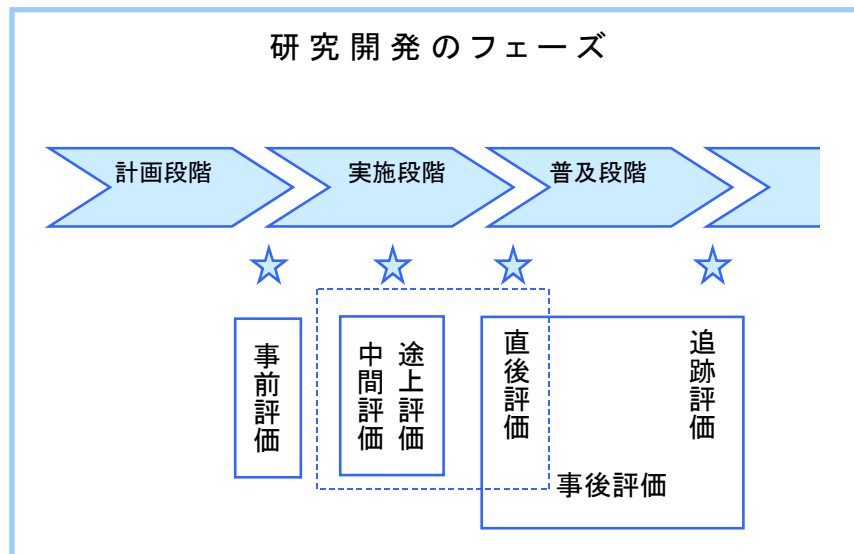 研究開発のフェーズ
計画段階
実施段階
普及段階
事前評価
途上評価
中間評価
直後評価
追跡評価
事後評価